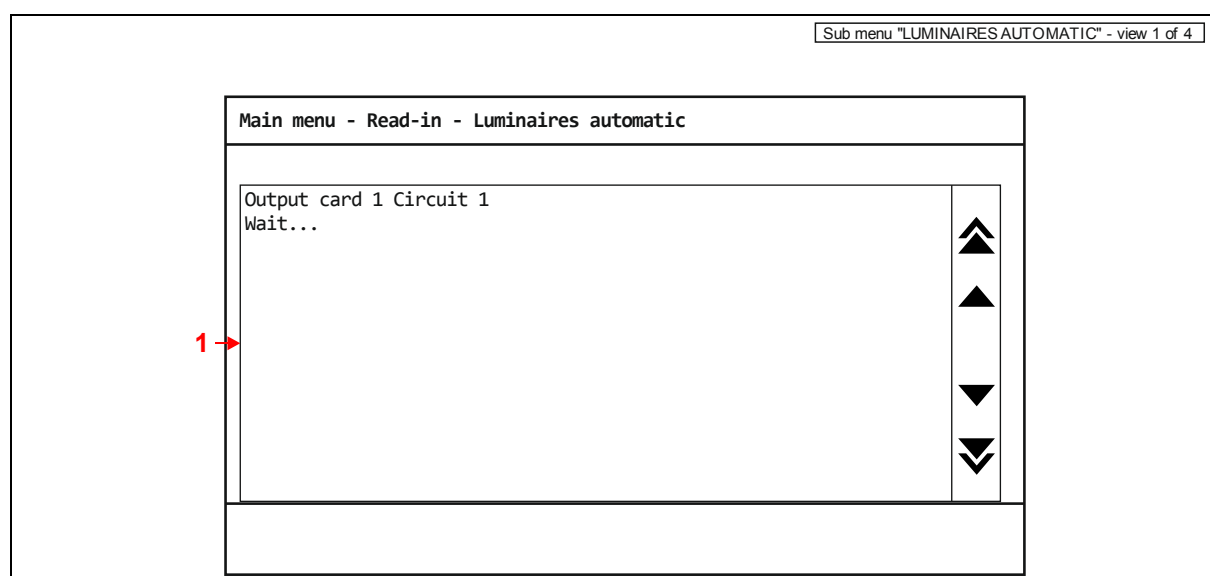 Sub menu "LUMINAIRES AUTOMATIC" - view 1 of 4
Main menu - Read-in - Luminaires automatic
Output card 1 Circuit 1
Wait...
1